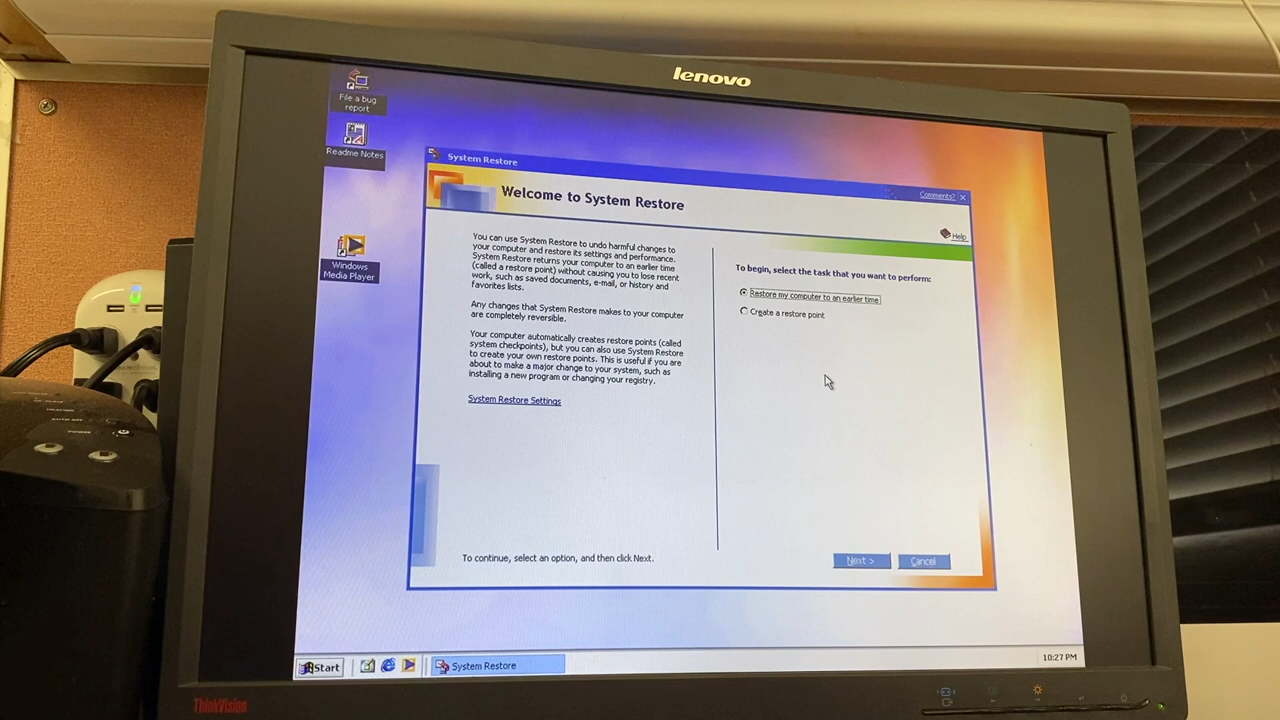 lenovo
File a bug
report
Readme Notes
Windows
Media Player
System Restore
Comments?
Welcome to System Restore
Help
You can use System Restore to undo harmful changes to
your computer and restore its settings and performance.
System Restore returns your computer to an earlier time
(called a restore point) without causing you to lose recent
work, such as saved documents, e-mail, or history and
favorites lists.
Any changes that System Restore makes to your computer
are completely reversible.
Your computer automatically creates restore points (called
system checkpoints), but you can also use System Restore
to create your own restore points. This is useful if you are
about to make a major change to your system, such as
installing a new program or changing your registry.
System Restore Settings
To begin, select the task that you want to perform:
Restore my computer to an earlier time
Create a restore point
To continue, select an option, and then click Next.
Next >
Cancel
Start
System Restore
10:27 PM
ThinkVision